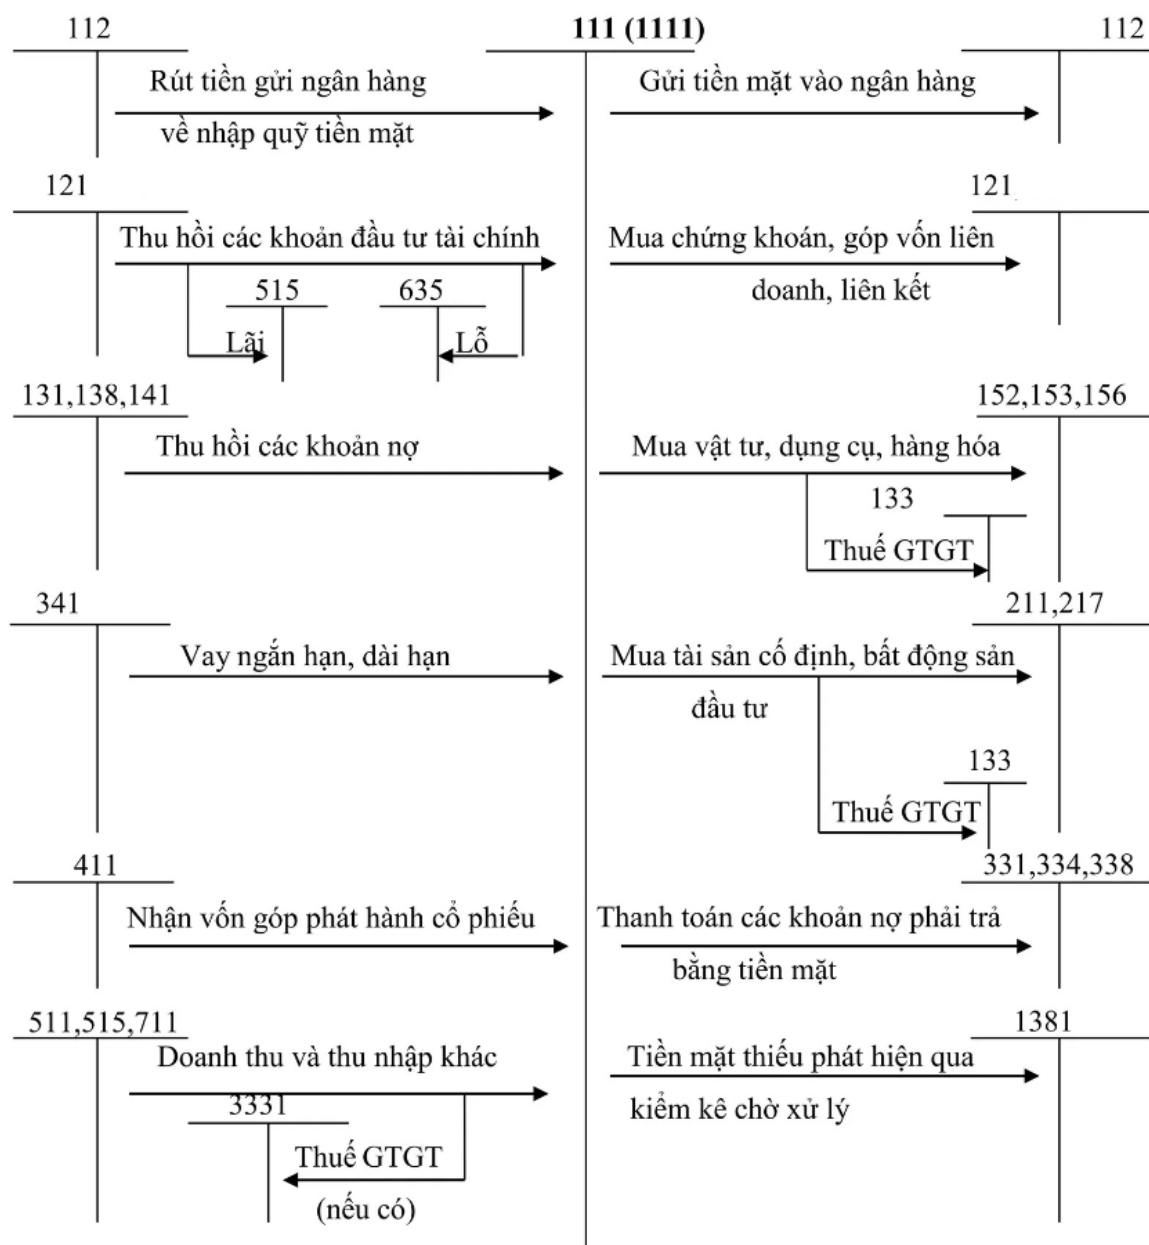 112
111 (1111)
112
Rút tiền gửi ngân hàng
Gửi tiền mặt vào ngân hàng
về nhập quỹ tiền mặt
121
121
Thu hồi các khoản đầu tư tài chính
Mua chứng khoán, góp vốn liên
515
635
doanh, liên kết
Lãi
Lỗ
131,138,141
152,153,156
Thu hồi các khoản nợ
Mua vật tư, dụng cụ, hàng hóa
133
Thuế GTGT
341
211,217
Vay ngắn hạn, dài hạn
Mua tài sản cố định, bất động sản
đầu tư
133
Thuế GTGT
411
331,334,338
Nhận vốn góp phát hành cổ phiếu
Thanh toán các khoản nợ phải trả
bằng tiền mặt
511,515,711
1381
Doanh thu và thu nhập khác
Tiền mặt thiếu phát hiện qua
3331
kiểm kê chờ xử lý
Thuế GTGT
(nếu có)